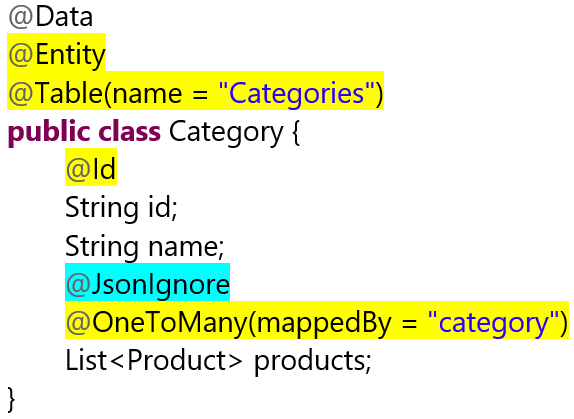 @Data
@Entity
@Table(name = "Categories")
public class Category {
@Id
String id;
String name;
@JsonIgnore
@OneToMany(mappedBy = "category")
List<Product> products;
}